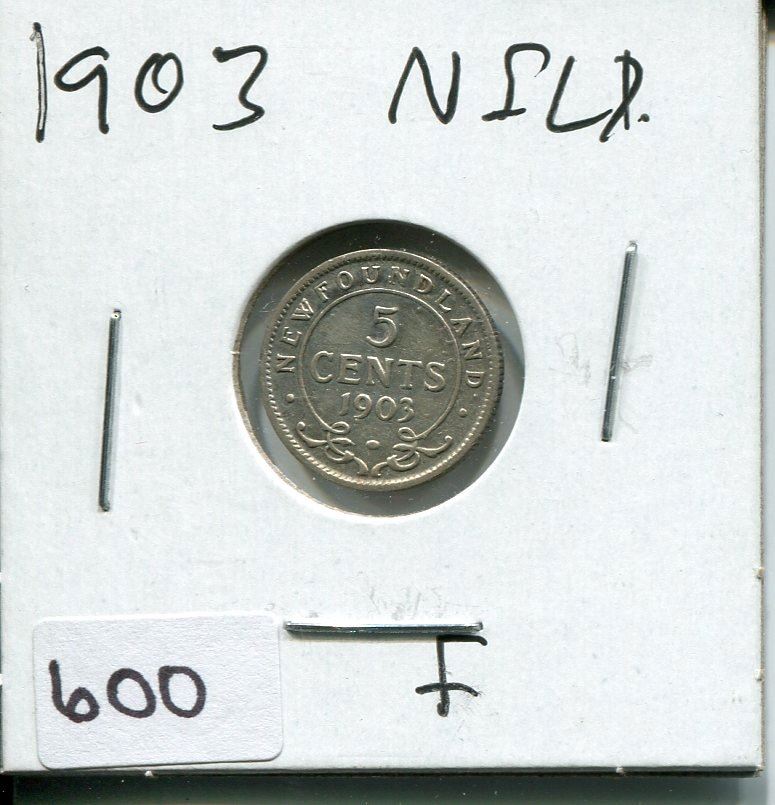 1903 NFLD.
NEWFOUNDLAND
5
CENTS
1903
600
F